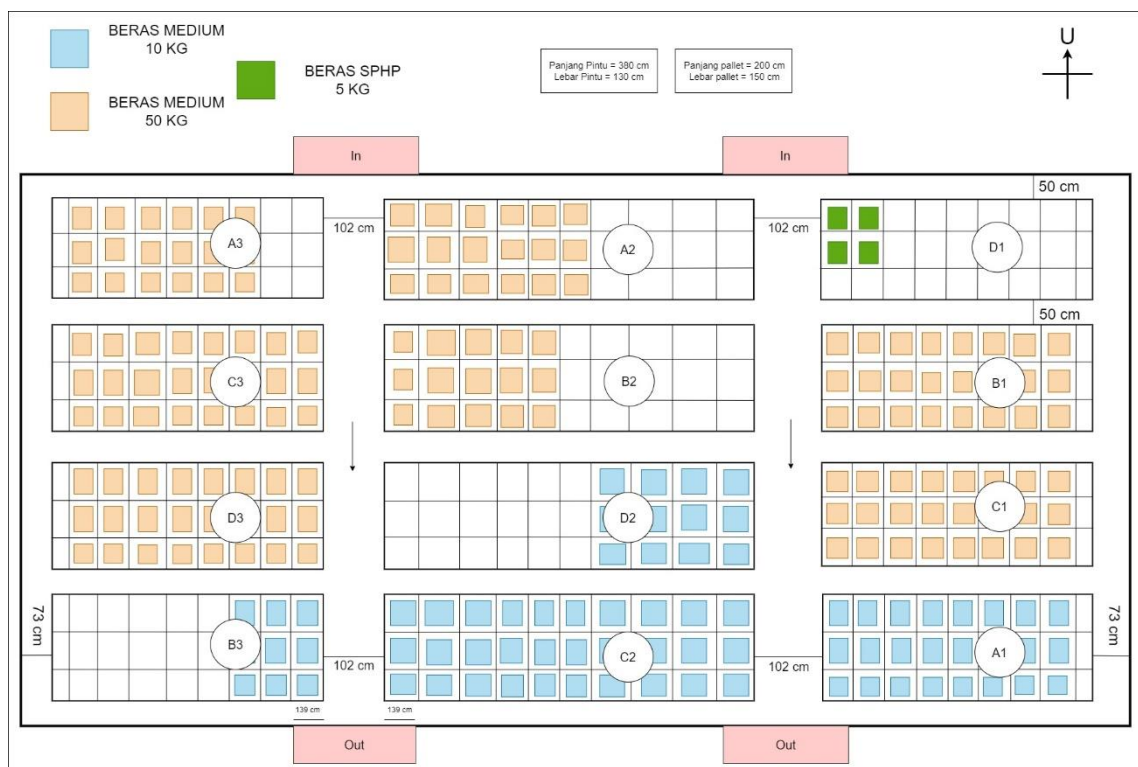 BERAS MEDIUM
10 KG
BERAS SPHP
5 KG
BERAS MEDIUM
50 KG
Panjang Pintu = 380 cm
Lebar Pintu = 130 cm
Panjang pallet = 200 cm
Lebar pallet = 150 cm
U
In
In
50 cm
A3
102 cm
A2
102 cm
D1
50 cm
C3
B2
B1
D3
D2
C1
73 cm
B3
102 cm
C2
102 cm
A1
73 cm
139 cm
139 cm
Out
Out